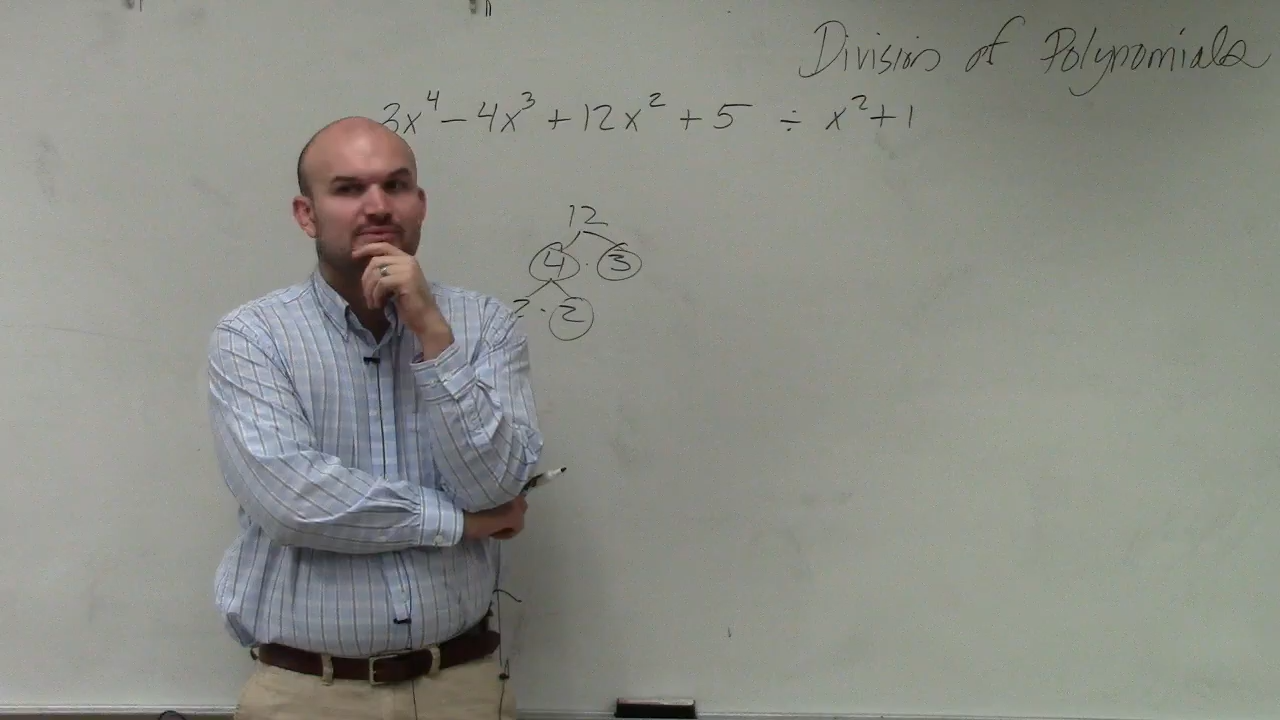 Division of Polynomials
3x⁴ - 4x³ + 12x² + 5 ÷ x² + 1
12
4 · 3
2 · 2